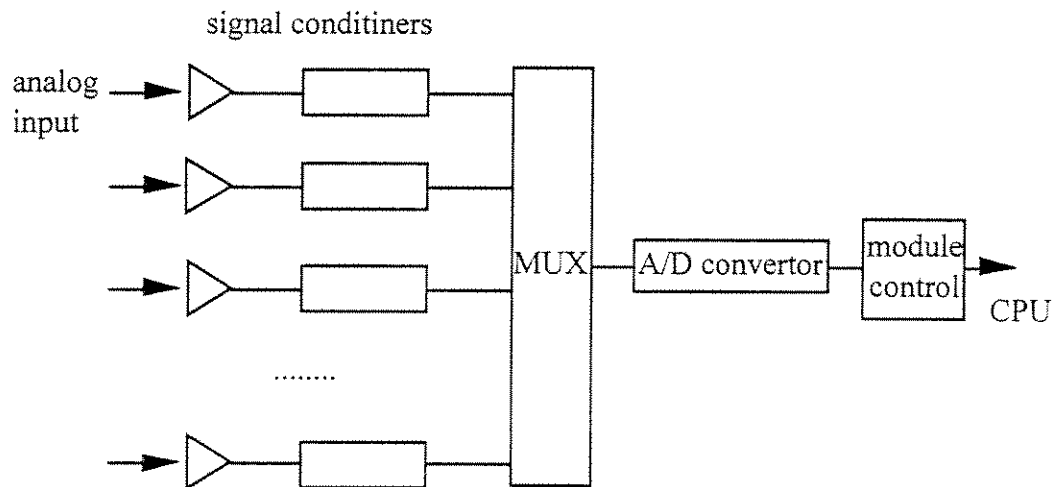 signal conditiners
analog
input
MUX
A/D convertor
module
control
CPU
........